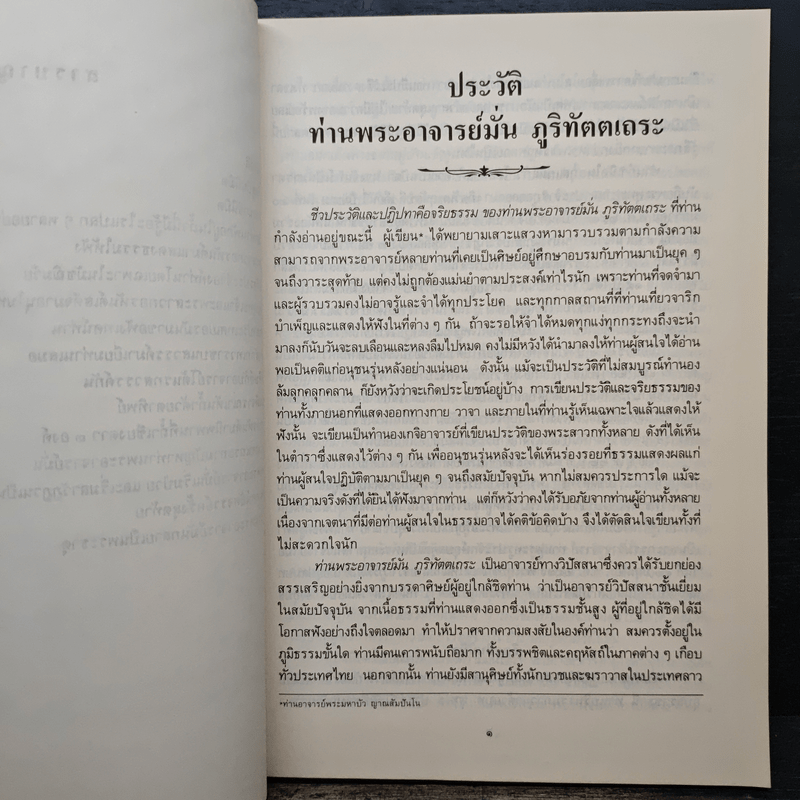 ประวัติ
ท่านพระอาจารย์มั่น ภูริทัตตเถระ
ชีวประวัติและปฏิปทาคือจริยธรรม ของท่านพระอาจารย์มั่น ภูริทัตตเถระ ที่ท่าน
กำลังอ่านอยู่ขณะนี้ ผู้เขียน* ได้พยายามเสาะแสวงหามารวบรวมตามกำลังความ
สามารถจากพระอาจารย์หลายท่านที่เคยเป็นศิษย์อยู่ศึกษาอบรมกับท่านมาเป็นยุค ๆ
จนถึงวาระสุดท้าย แต่คงไม่ถูกต้องแม่นยำตามประสงค์เท่าไรนัก เพราะท่านที่จดจำมา
และผู้รวบรวมคงไม่อาจรู้และจำได้ทุกประโยค และทุกกาลสถานที่ที่ท่านเที่ยวจาริก
บำเพ็ญและแสดงให้ฟังในที่ต่าง ๆ กัน ถ้าจะรอให้จำได้หมดทุกแง่ทุกกระทงถึงจะนำ
มาลงก็นับวันจะลบเลือนและหลงลืมไปหมด คงไม่มีหวังได้นำมาลงให้ท่านผู้สนใจได้อ่าน
พอเป็นคติแก่อนุชนรุ่นหลังอย่างแน่นอน ดังนั้น แม้จะเป็นประวัติที่ไม่สมบูรณ์ทำนอง
ล้มลุกคลุกคลาน ก็ยังหวังว่าจะเกิดประโยชน์อยู่บ้าง การเขียนประวัติและจริยธรรมของ
ท่านทั้งภายนอกที่แสดงออกทางกาย วาจา และภายในที่ท่านรู้เห็นเฉพาะใจแล้วแสดงให้
ฟังนั้น จะเขียนเป็นทำนองเกจิอาจารย์ที่เขียนประวัติของพระสาวกทั้งหลาย ดังที่ได้เห็น
ในตำราซึ่งแสดงไว้ต่าง ๆ กัน เพื่ออนุชนรุ่นหลังจะได้เห็นร่องรอยที่ธรรมแสดงผลแก่
ท่านผู้สนใจปฏิบัติตามมาเป็นยุค ๆ จนถึงสมัยปัจจุบัน หากไม่สมควรประการใด แม้จะ
เป็นความจริงดังที่ได้ยินได้ฟังมาจากท่าน แต่ก็หวังว่าคงได้รับอภัยจากผู้อ่านทั้งหลาย
เนื่องจากเจตนาที่มีต่อท่านผู้สนใจในธรรมอาจได้คติข้อคิดบ้าง จึงได้ตัดสินใจเขียนทั้งที่
ไม่สะดวกใจนัก
ท่านพระอาจารย์มั่น ภูริทัตตเถระ เป็นอาจารย์ทางวิปัสสนาซึ่งควรได้รับยกย่อง
สรรเสริญอย่างยิ่งจากบรรดาศิษย์ผู้อยู่ใกล้ชิดท่าน ว่าเป็นอาจารย์วิปัสสนาชั้นเยี่ยม
ในสมัยปัจจุบัน จากเนื้อธรรมที่ท่านแสดงออกซึ่งเป็นธรรมชั้นสูง ผู้ที่อยู่ใกล้ชิดได้มี
โอกาสฟังอย่างถึงใจตลอดมา ทำให้ปราศจากความสงสัยในองค์ท่านว่า สมควรตั้งอยู่ใน
ภูมิธรรมขั้นใด ท่านมีคนเคารพนับถือมาก ทั้งบรรพชิตและคฤหัสถ์ในภาคต่าง ๆ เกือบ
ทั่วประเทศไทย นอกจากนั้น ท่านยังมีสานุศิษย์ทั้งนักบวชและฆราวาสในประเทศลาว
*ท่านอาจารย์พระมหาบัว ญาณสัมปันโน
๑